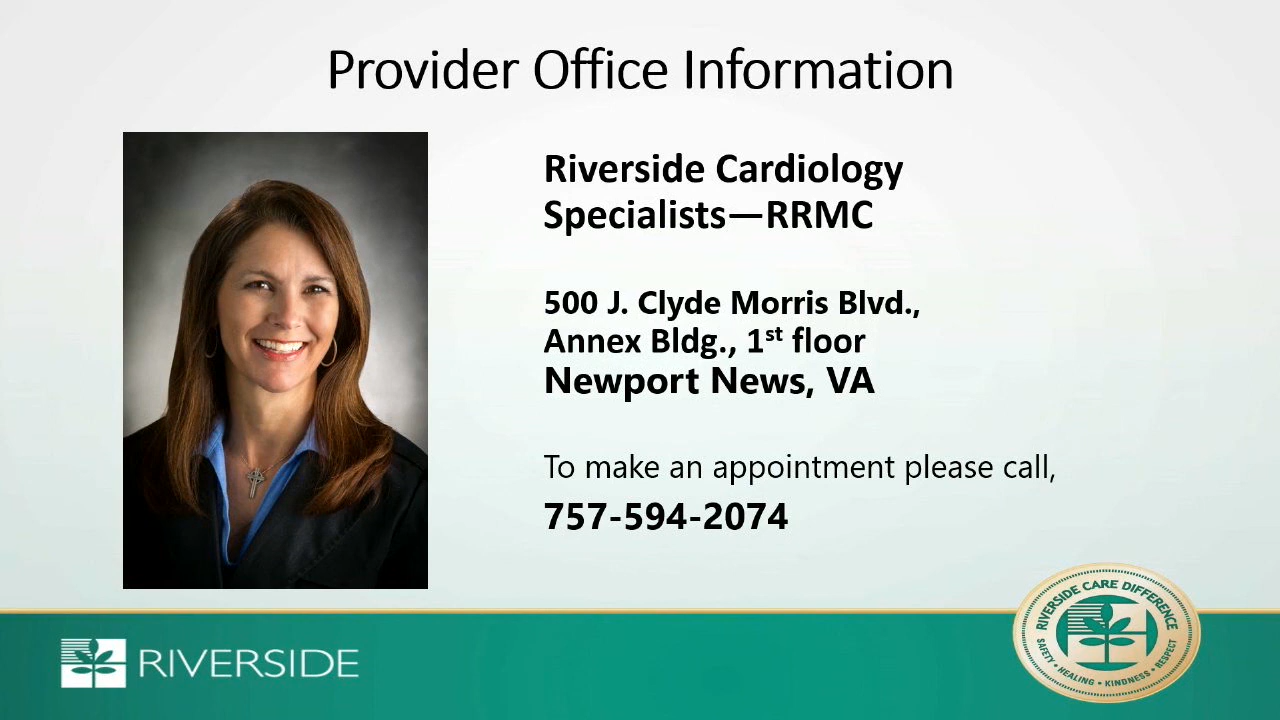 Provider Office Information
Riverside Cardiology
Specialists—RRMC
500 J. Clyde Morris Blvd.,
Annex Bldg., 1st floor
Newport News, VA
To make an appointment please call,
757-594-2074
RIVERSIDE
RIVERSIDE CARE DIFFERENCE
SAFETY • HEALING • KINDNESS • RESPECT